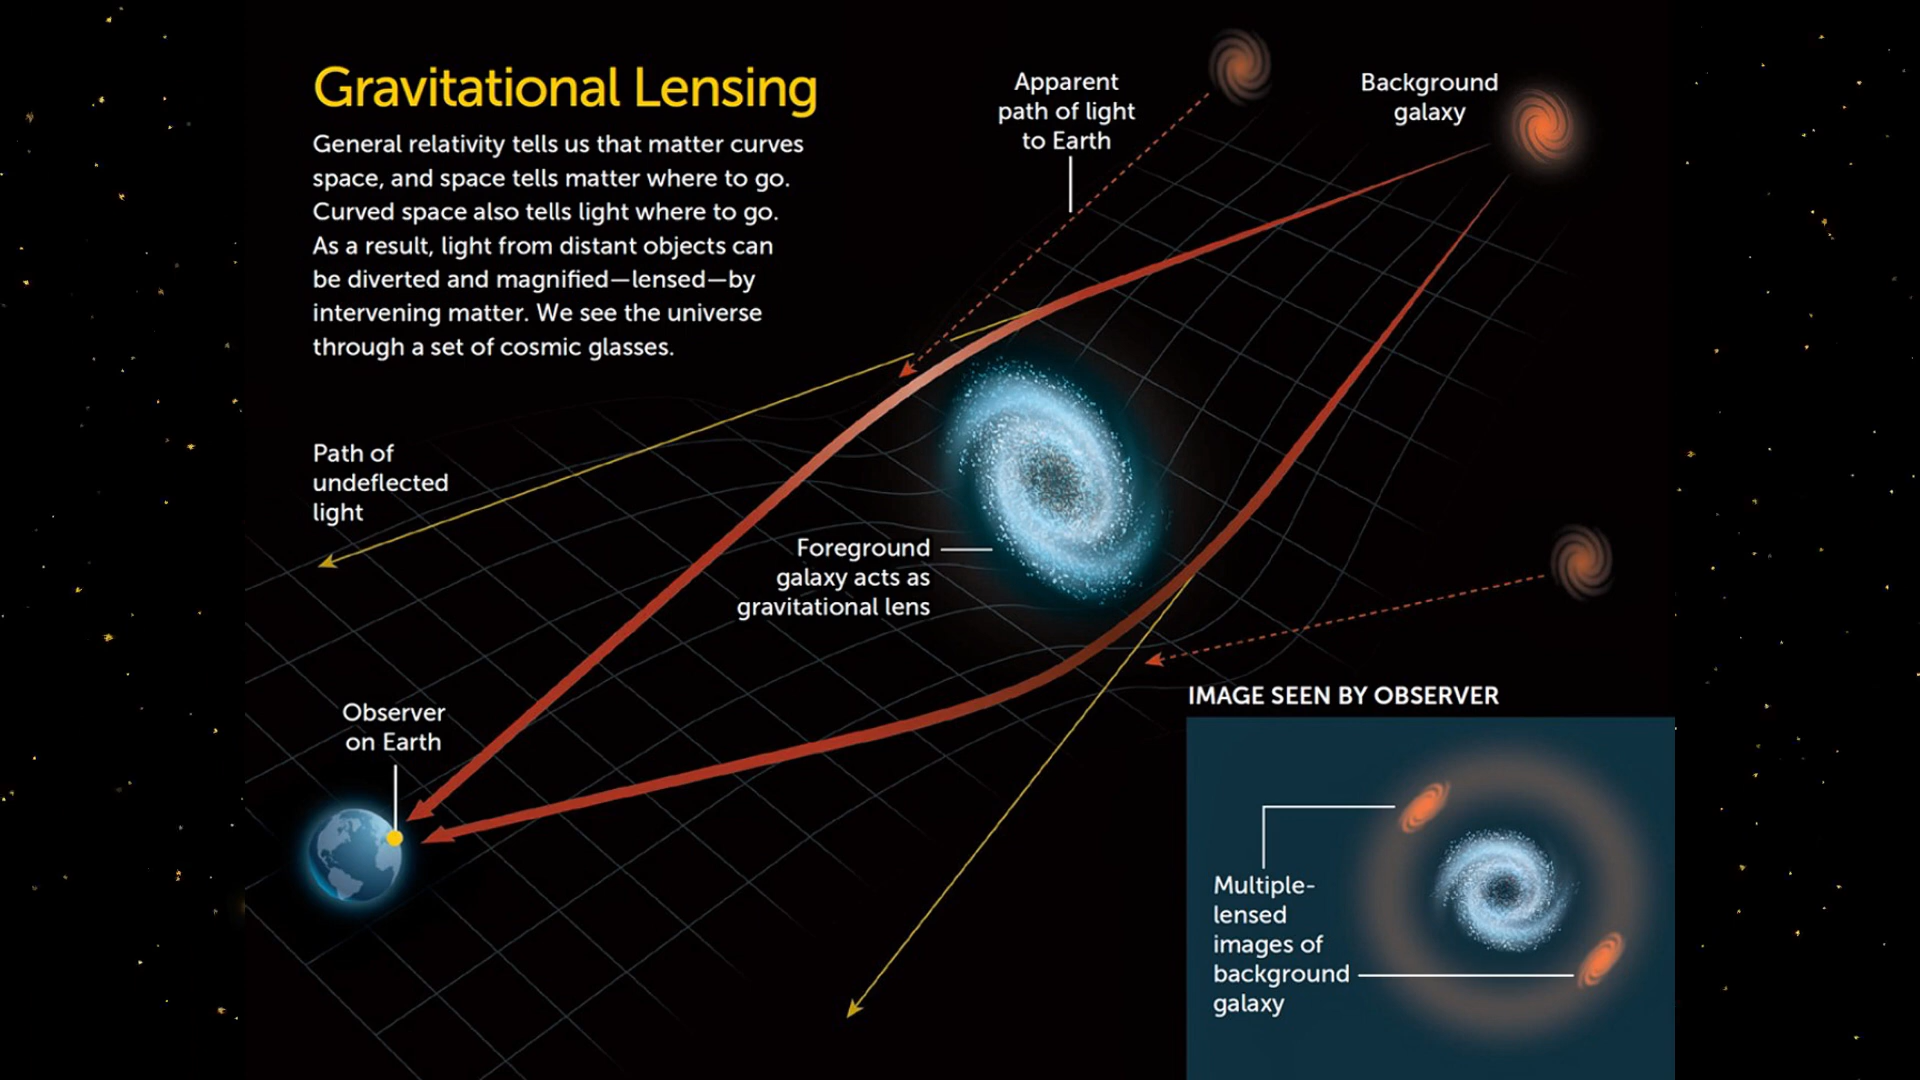 Gravitational Lensing
General relativity tells us that matter curves
space, and space tells matter where to go.
Curved space also tells light where to go.
As a result, light from distant objects can
be diverted and magnified—lensed—by
intervening matter. We see the universe
through a set of cosmic glasses.
Apparent
path of light
to Earth
Background
galaxy
Path of
undeflected
light
Foreground
galaxy acts as
gravitational lens
Observer
on Earth
IMAGE SEEN BY OBSERVER
Multiple-
lensed
images of
background
galaxy